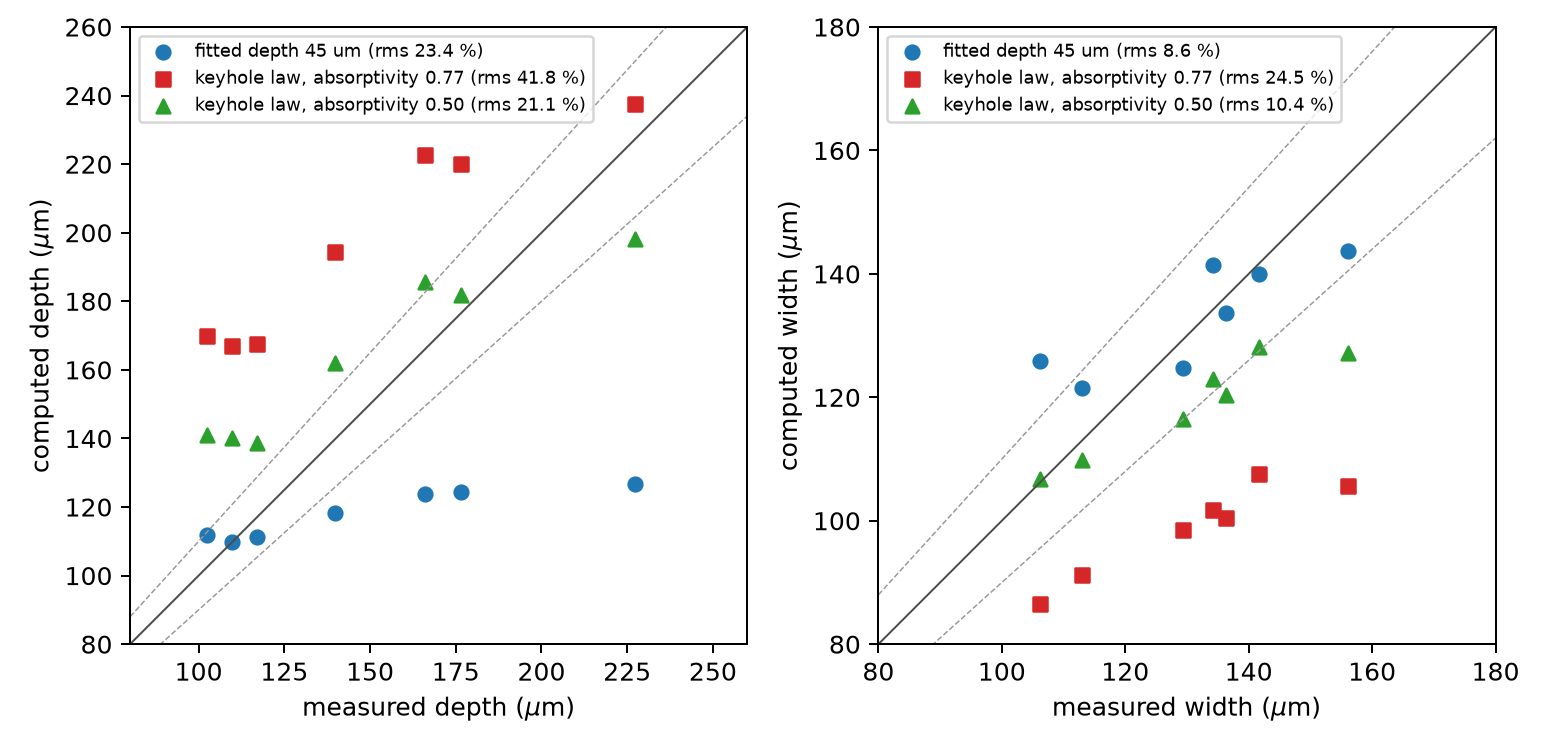 fitted depth 45 um (rms 23.4 %)
keyhole law, absorptivity 0.77 (rms 41.8 %)
keyhole law, absorptivity 0.50 (rms 21.1 %)
260
240
220
200
180
160
140
120
100
80
computed depth (μm)
100 125 150 175 200 225 250
measured depth (μm)
fitted depth 45 um (rms 8.6 %)
keyhole law, absorptivity 0.77 (rms 24.5 %)
keyhole law, absorptivity 0.50 (rms 10.4 %)
180
160
140
120
100
80
computed width (μm)
80 100 120 140 160 180
measured width (μm)